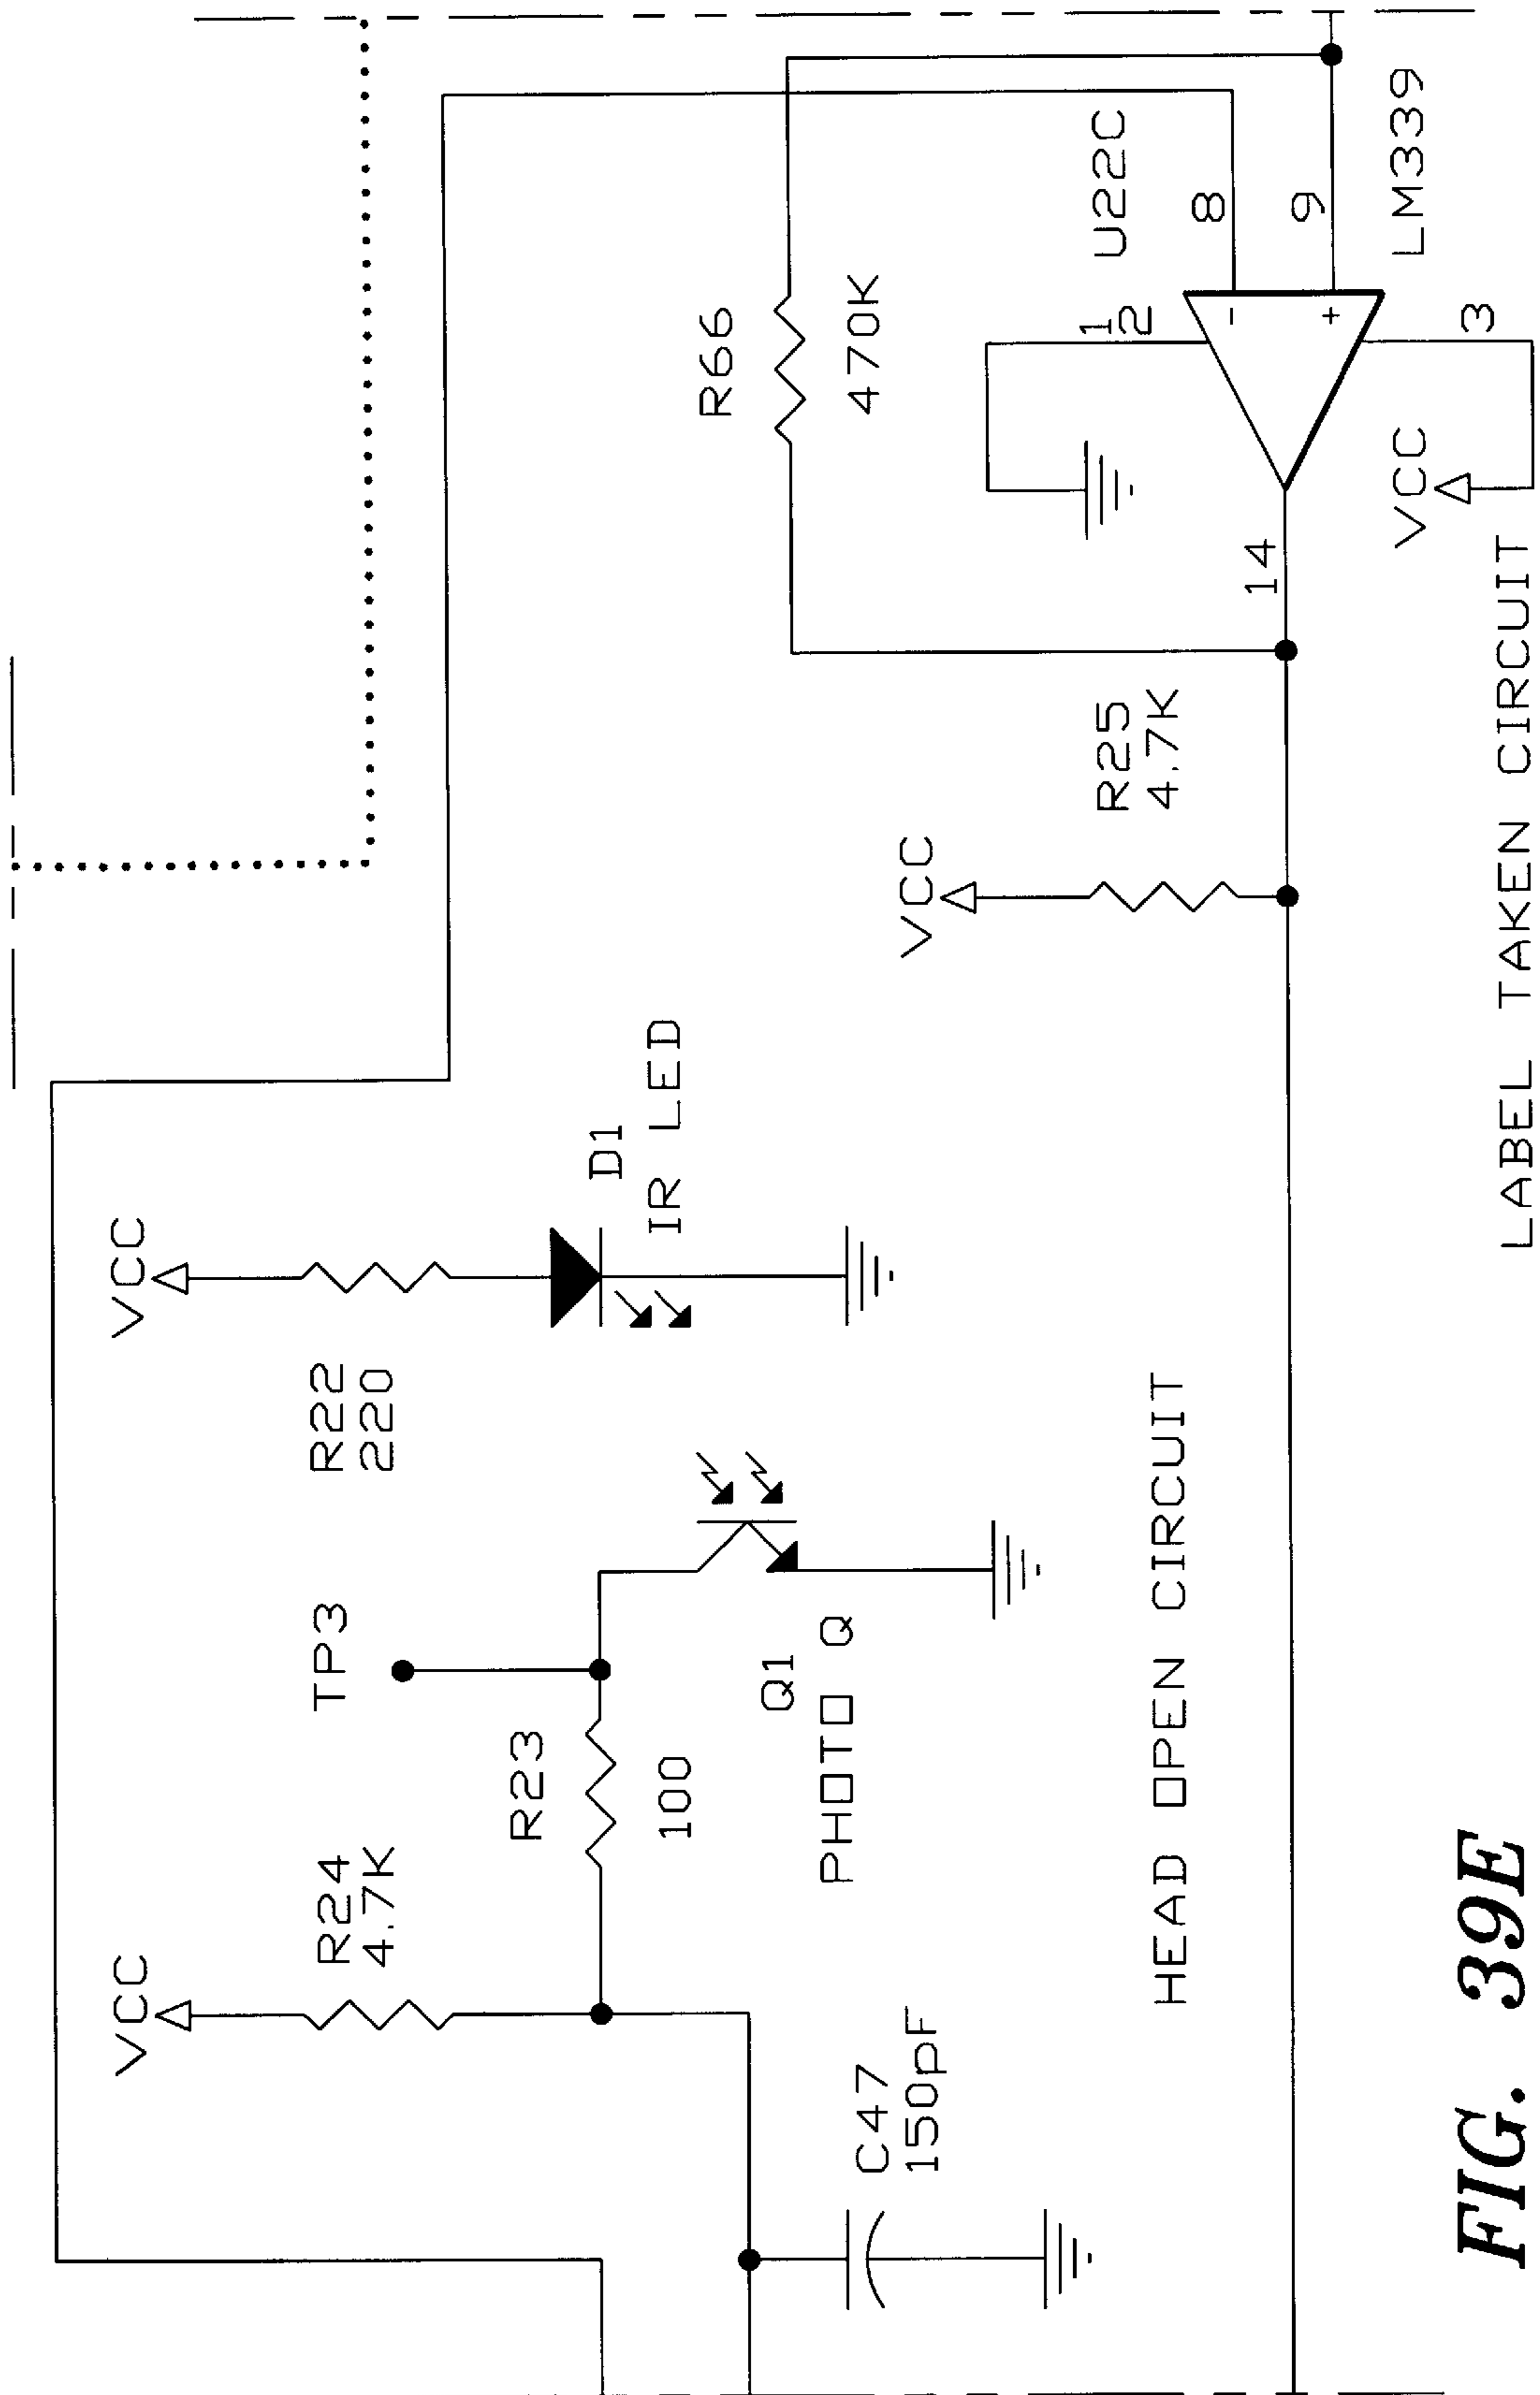 VCC
R24
4.7K
TP3
R23
100
R22
220
VCC
D1
IR LED
Q1
PHOTO Q
C47
150pF
HEAD OPEN CIRCUIT
R66
470K
VCC
R25
4.7K
U22C
1
2
8
-
9
+
14
3
VCC
LM339
LABEL TAKEN CIRCUIT
FIG. 39E